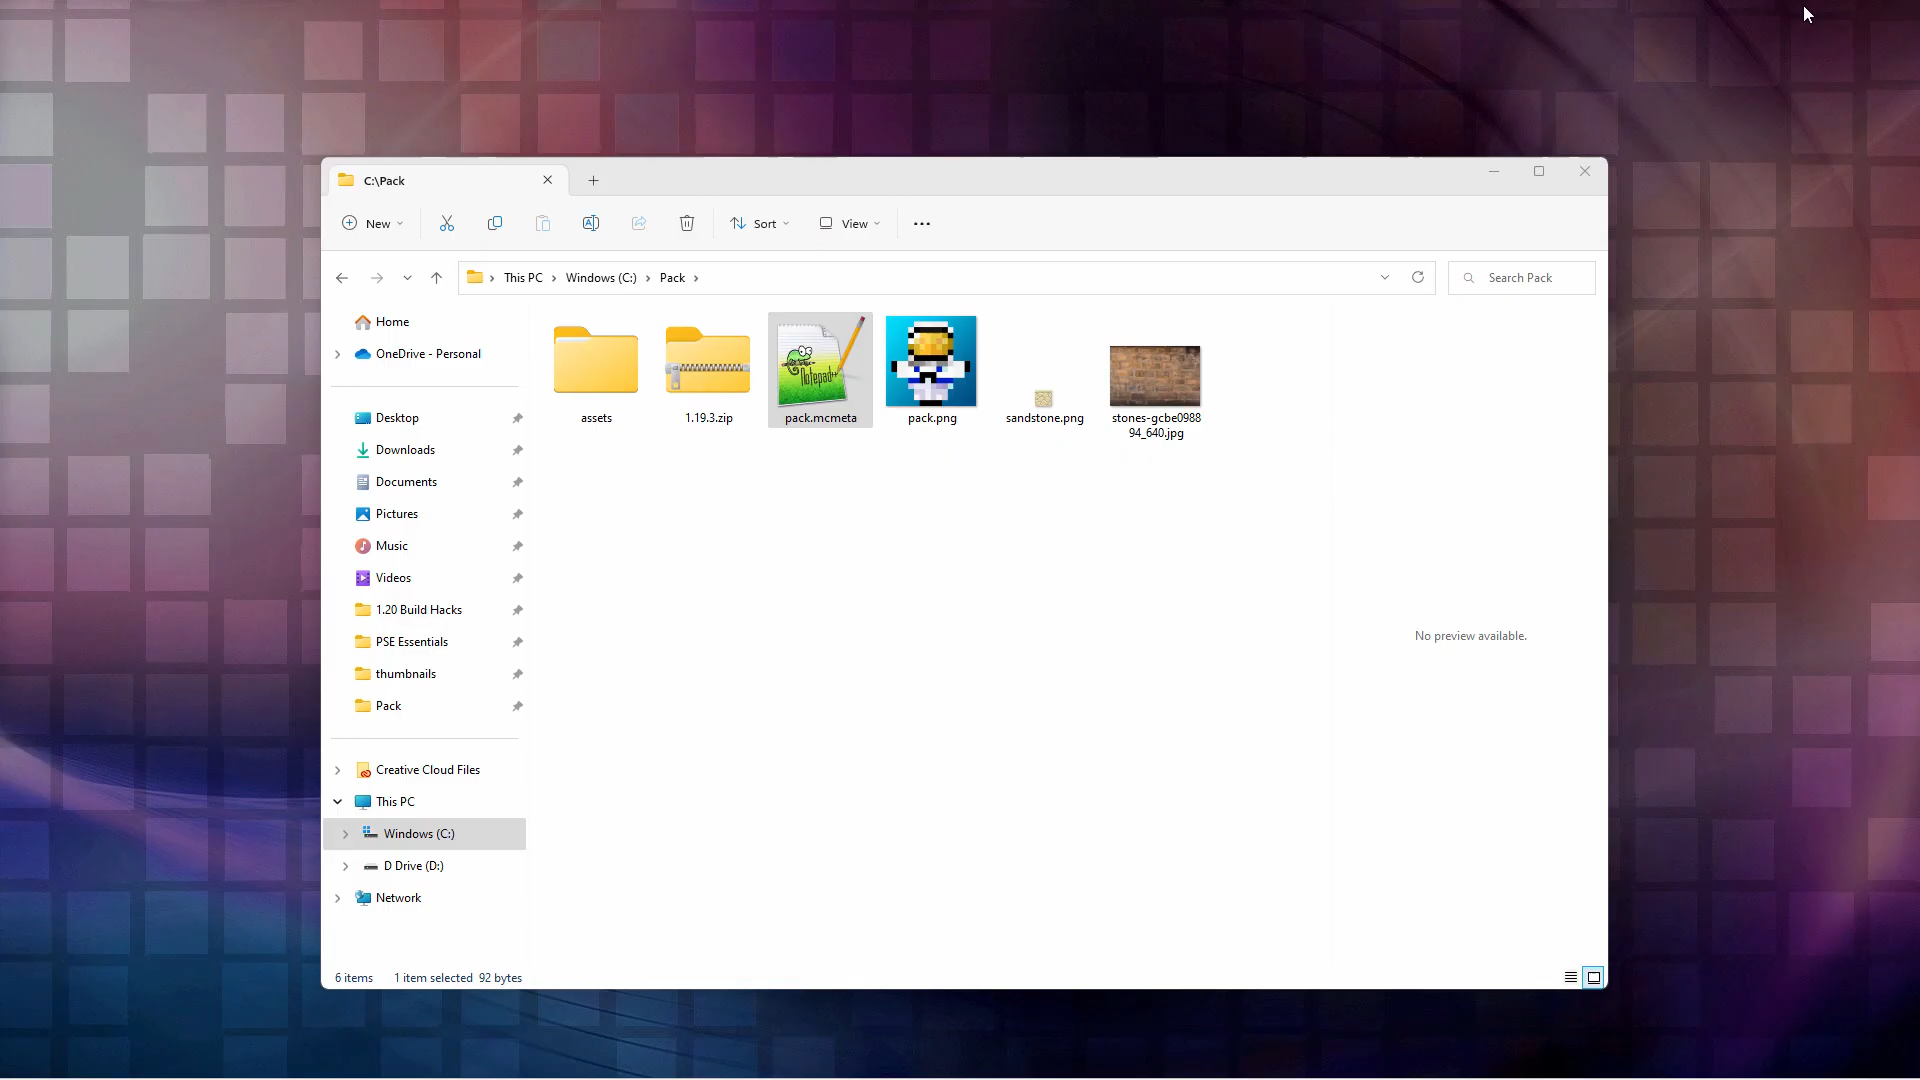 C:\Pack
New
Sort
View
This PC
Windows (C:)
Pack
Search Pack
Home
OneDrive - Personal
Desktop
Downloads
Documents
Pictures
Music
Videos
1.20 Build Hacks
PSE Essentials
thumbnails
Pack
Creative Cloud Files
This PC
Windows (C:)
D Drive (D:)
Network
Notepad++
assets
1.19.3.zip
pack.mcmeta
pack.png
sandstone.png
stones-gcbe0988
94_640.jpg
No preview available.
6 items
1 item selected 92 bytes